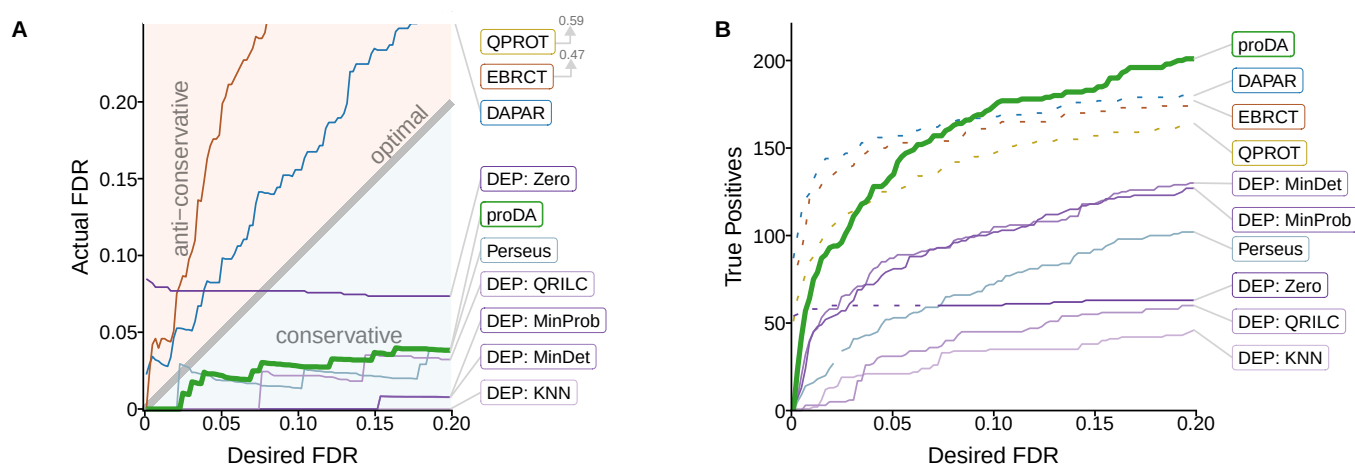 A
Actual FDR
0.20
0.15
0.10
0.05
0
0
0.05
0.10
0.15
0.20
Desired FDR
anti−conservative
optimal
conservative
0.59
QPROT
0.47
EBRCT
DAPAR
DEP: Zero
proDA
Perseus
DEP: QRILC
DEP: MinProb
DEP: MinDet
DEP: KNN
B
True Positives
200
150
100
50
0
0
0.05
0.10
0.15
0.20
Desired FDR
proDA
DAPAR
EBRCT
QPROT
DEP: MinDet
DEP: MinProb
Perseus
DEP: Zero
DEP: QRILC
DEP: KNN